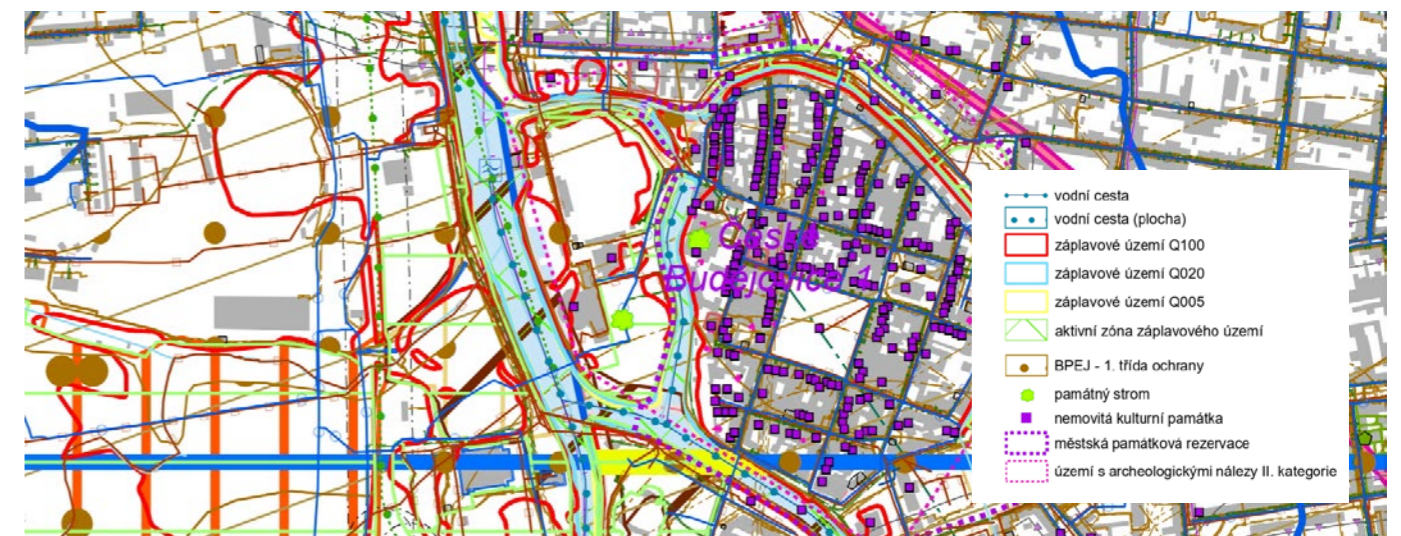 České
Budějovice 1
vodní cesta
vodní cesta (plocha)
záplavové území Q100
záplavové území Q020
záplavové území Q005
aktivní zóna záplavového území
BPEJ - 1. třída ochrany
památný strom
nemovitá kulturní památka
městská památková rezervace
území s archeologickými nálezy II. kategorie